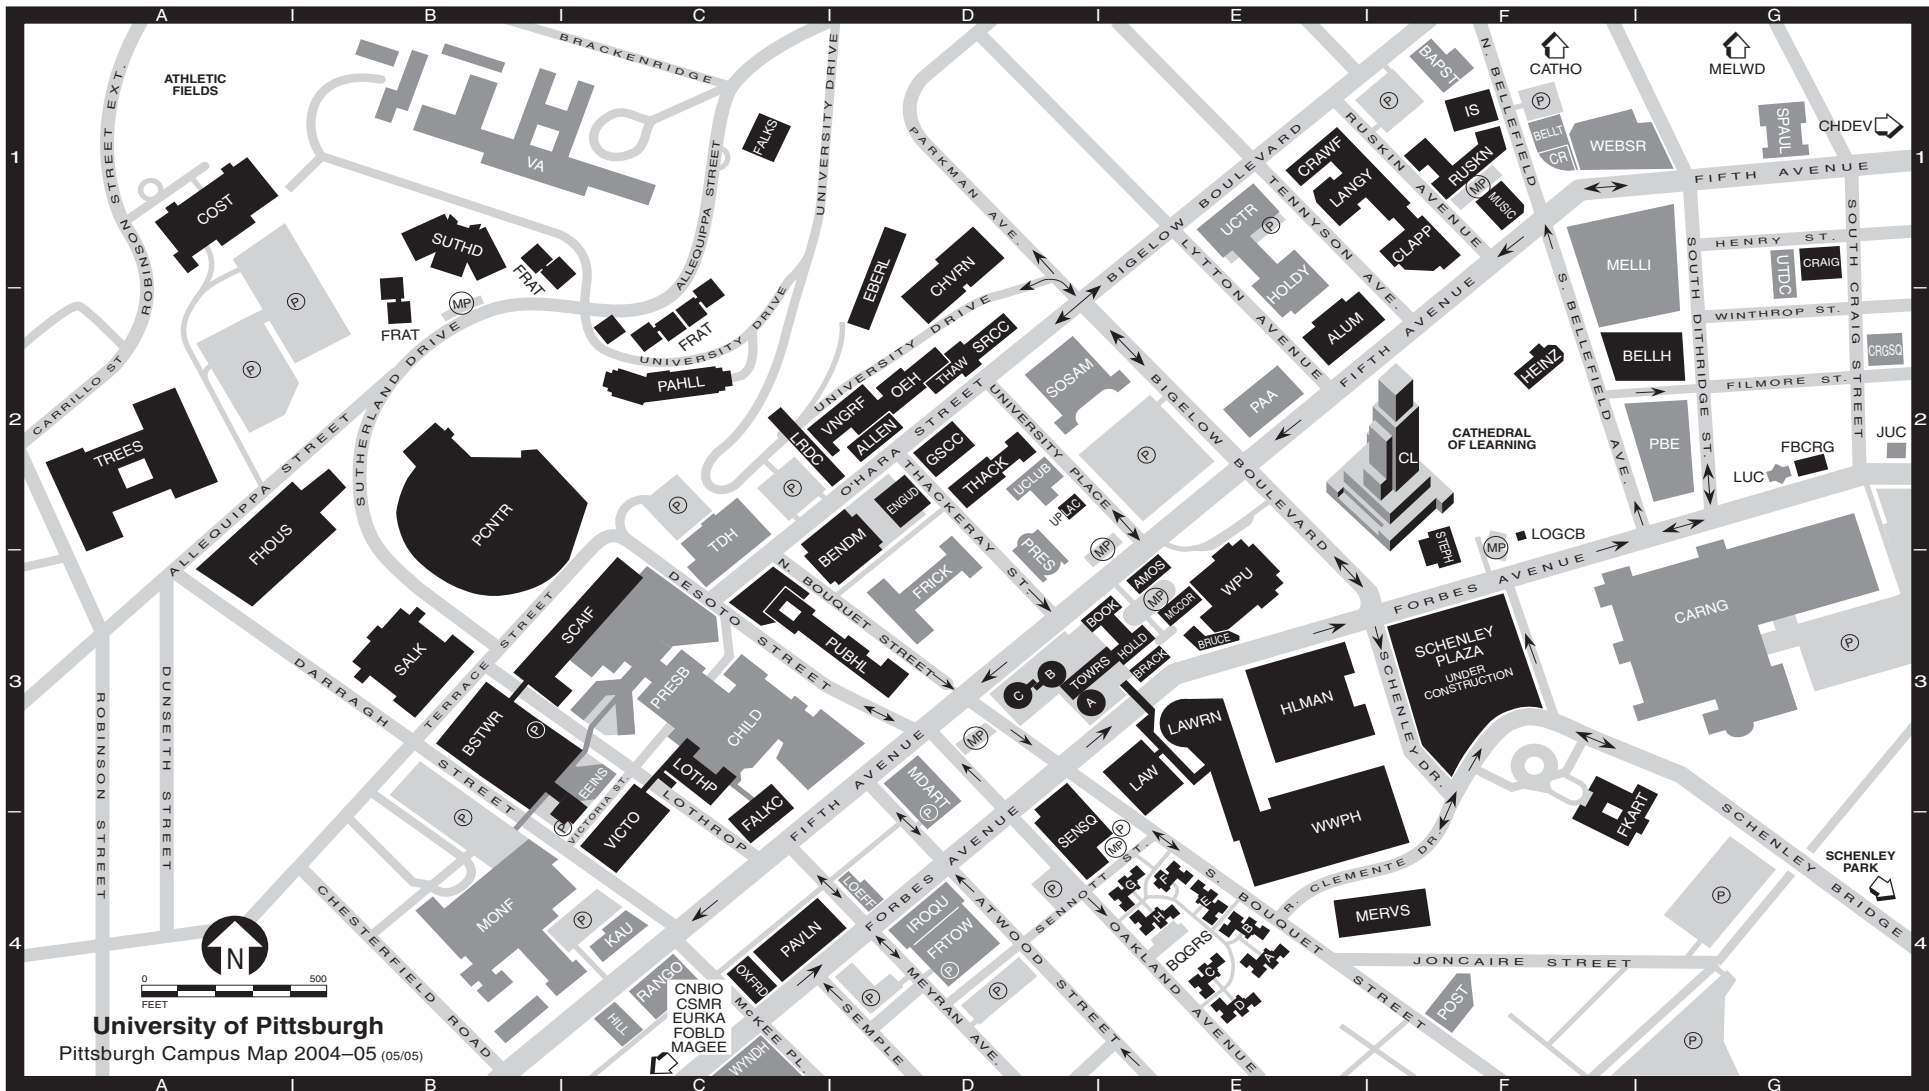 A I B I C I D I E I F I G
1
2
3
4
1
2
3
4
ATHLETIC
FIELDS
ROBINSON STREET EXT.
BRACKENRIDGE
VA
FALKS
ALLEQUIPPA STREET
UNIVERSITY DRIVE
PARKMAN AVE.
BIGELOW BOULEVARD
BAPST
P
IS
N. BELLEFIELD
CATHO
P
BELLT
CR
WEBSR
MELWD
SPAUL
CHDEV
RUSKIN AVENUE
RUSKN
MP
MUSIC
CRAWF
LANGY
CLAPP
TENNYSON AVE.
FIFTH AVENUE
COST
SUTHD
FRAT
FRAT
MP
P
P
FRAT
UNIVERSITY DRIVE
PAHLL
EBERL
CHVRN
UNIVERSITY DRIVE
UCTR
P
HOLDY
LYTTON AVENUE
ALUM
FIFTH AVENUE
MELLI
HENRY ST.
UTDC
CRAIG
WINTHROP ST.
SOUTH CRAIG STREET
SOUTH DITHRIDGE ST.
S. BELLEFIELD AVE.
BELLH
HEINZ
CRGSQ
FILMORE ST.
CARRILLO ST
TREES
SUTHERLAND DRIVE
ALLEQUIPPA STREET
FHOUS
PCNTR
SRCC
THAW
OEH
VNGRF
ALLEN
LRDC
O'HARA STREET
GSCC
THACK
UNIVERSITY PLACE
UCLUB
UPLAC
SOSAM
P
BIGELOW BOULEVARD
PAA
CL
CATHEDRAL
OF LEARNING
PBE
JUC
FBCRG
LUC
P
P
TDH
ENGUD
BENDM
THACKERAY ST.
PRES
MP
FRICK
N. BOUQUET STREET
DESOTO STREET
PUBHL
AMOS
MP
MCCOR
WPU
BOOK
HOLLD
BRUCE
BRACK
TOWRS
A
B
C
STEPH
MP
LOGCB
FORBES AVENUE
SCHENLEY
PLAZA
UNDER
CONSTRUCTION
CARNG
P
SALK
SCAIF
TERRACE STREET
DARRAGH STREET
BSTWR
P
PRESB
CHILD
EEINS
VICTORIA ST.
P
LOTHP
VICTO
LOTHROP
FALKC
FIFTH AVENUE
MP
MDART
P
LAWRN
HLMAN
LAW
WWPH
SCHENLEY DR.
SENSQ
P
MP
FKART
SCHENLEY BRIDGE
SCHENLEY
PARK
ROBINSON STREET
DUNSEITH STREET
P
CHESTERFIELD ROAD
MONF
P
KAU
HILL
RANGO
CNBIO
CSMR
EURKA
FOBLD
MAGEE
WYNDH
McKEE PL.
OXFRD
PAVLN
LOEFF
FORBES AVENUE
IROQU
FRTOW
P
P
P
SEMPLE
MEYRAN AVE.
ATWOOD STREET
P
SENNOTT ST.
OAKLAND AVENUE
S. BOUQUET STREET
BQGRS
G
F
E
H
B
A
C
D
R. CLEMENTE DR.
MERVS
JONCAIRE STREET
POST
P
P
N
0 500
FEET
University of Pittsburgh
Pittsburgh Campus Map 2004–05 (05/05)
A I B I C I D I E I F I G